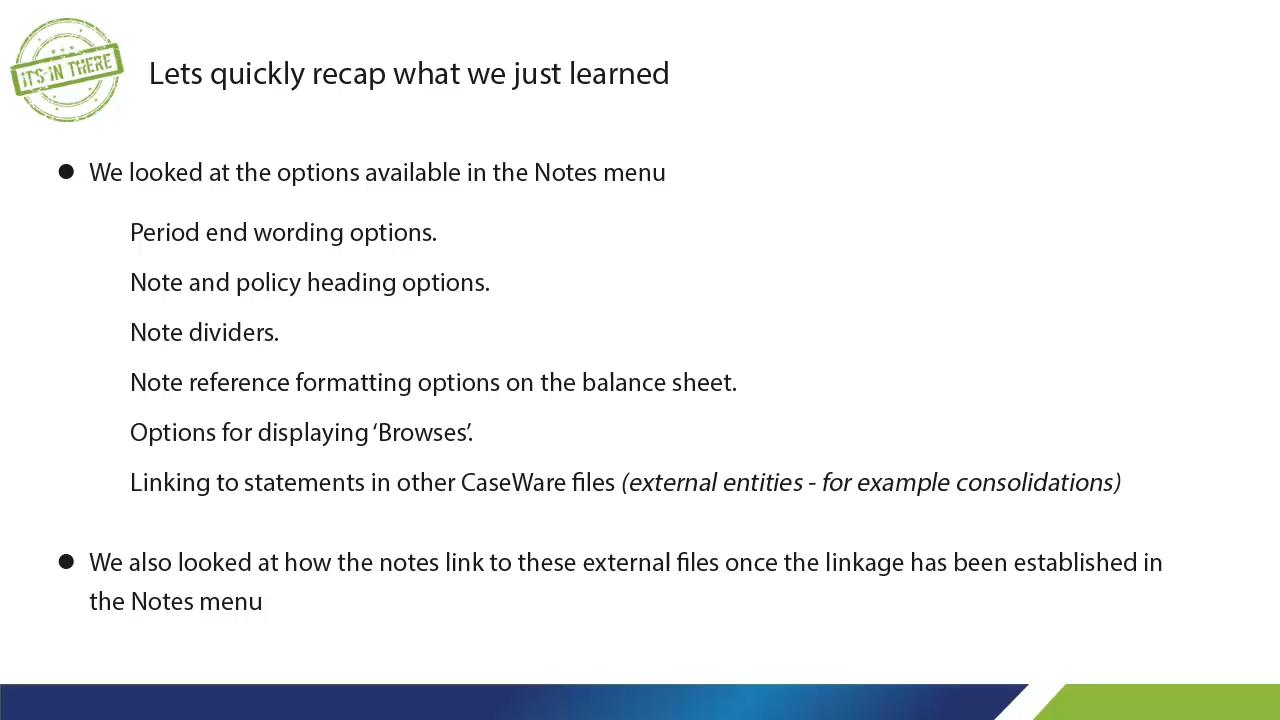 ITS IN THERE
Lets quickly recap what we just learned
● We looked at the options available in the Notes menu
Period end wording options.
Note and policy heading options.
Note dividers.
Note reference formatting options on the balance sheet.
Options for displaying ‘Browses’.
Linking to statements in other CaseWare files (external entities - for example consolidations)
● We also looked at how the notes link to these external files once the linkage has been established in
the Notes menu